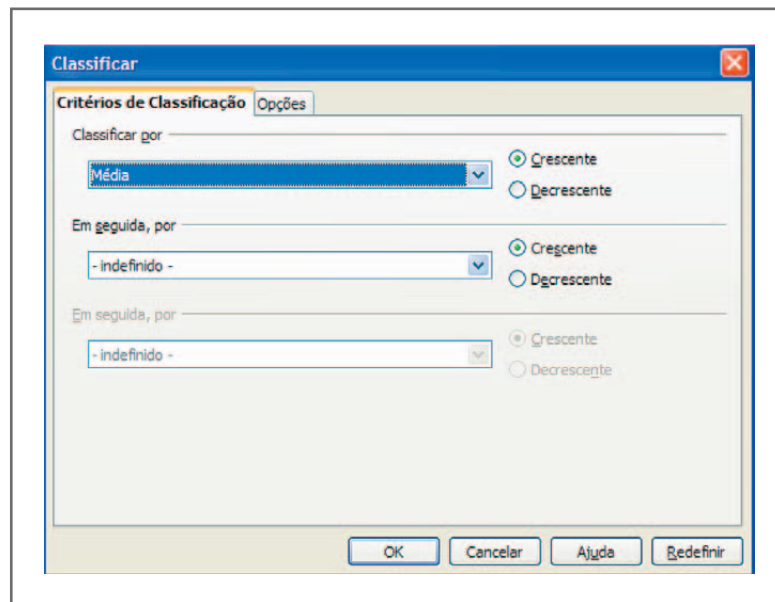 Classificar
Critérios de Classificação Opções
Classificar por
Média
Crescente
Decrescente
Em seguida, por
- indefinido -
Crescente
Decrescente
Em seguida, por
- indefinido -
Crescente
Decrescente
OK Cancelar Ajuda Redefinir